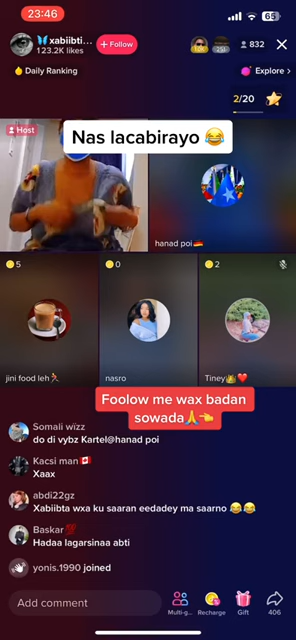 23:46
65
xabiibti...
123.2K likes
+ Follow
832
Daily Ranking
Explore >
2/20
Host
Nas lacabirayo 😂
hanad poi🇩🇪
5
0
2
jini food leh🏃
nasro
Tiney👑❤️
Foolow me wax badan
sowada🙏👈
Somali wizz
do di vybz Kartel@hanad poi
Kacsi man🇨🇦
Xaax
abdi22gz
Xabiibta wxa ku saaran eedadey ma saarno 😂😂
Baskar💯
Hadaa lagarsinaa abti
yonis.1990 joined
Add comment
Multi-g...
Recharge
Gift
406